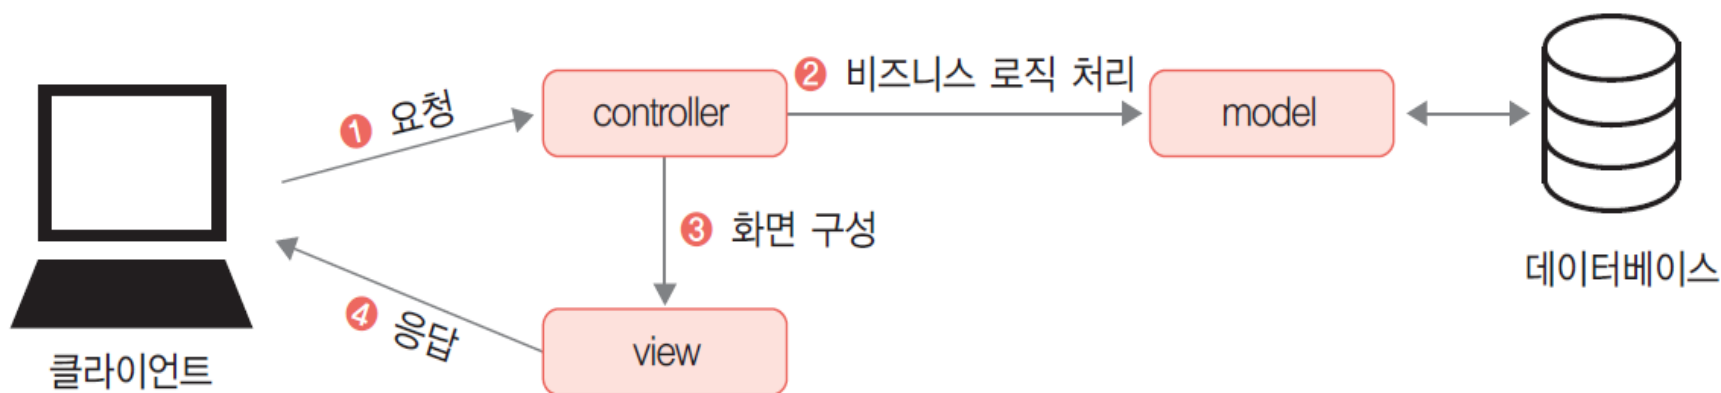 ❶ 요청
controller
❷ 비즈니스 로직 처리
model
❸ 화면 구성
데이터베이스
❹ 응답
view
클라이언트